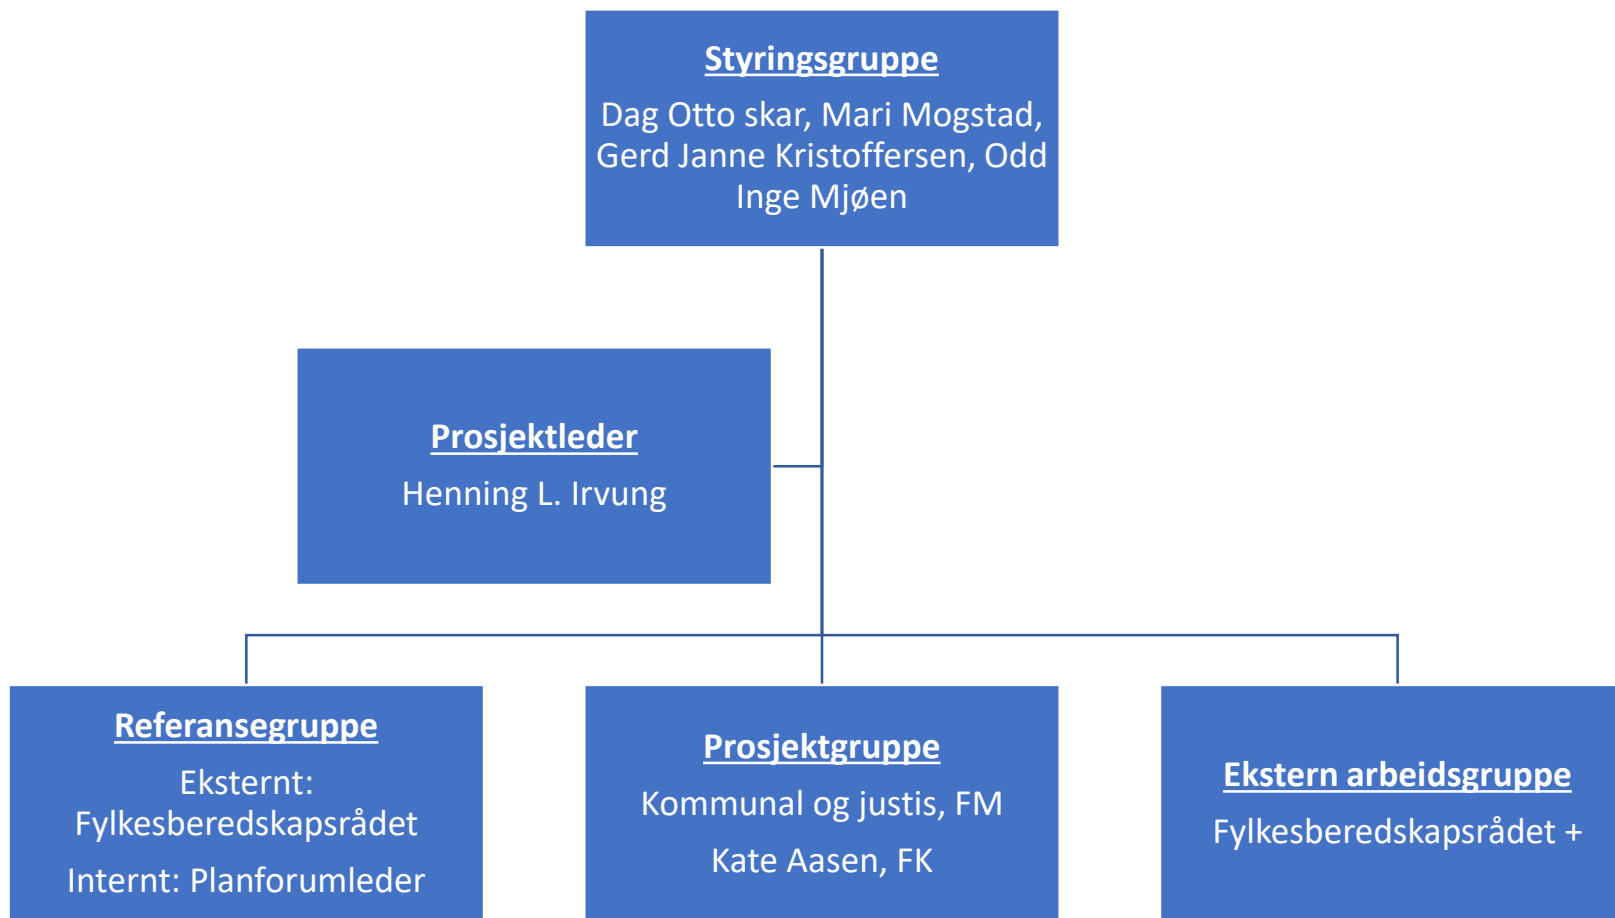 Styringsgruppe
Dag Otto skar, Mari Mogstad,
Gerd Janne Kristoffersen, Odd
Inge Mjøen
Prosjektleder
Henning L. Irvung
Referansegruppe
Eksternt:
Fylkesberedskapsrådet
Internt: Planforumleder
Prosjektgruppe
Kommunal og justis, FM
Kate Aasen, FK
Ekstern arbeidsgruppe
Fylkesberedskapsrådet +